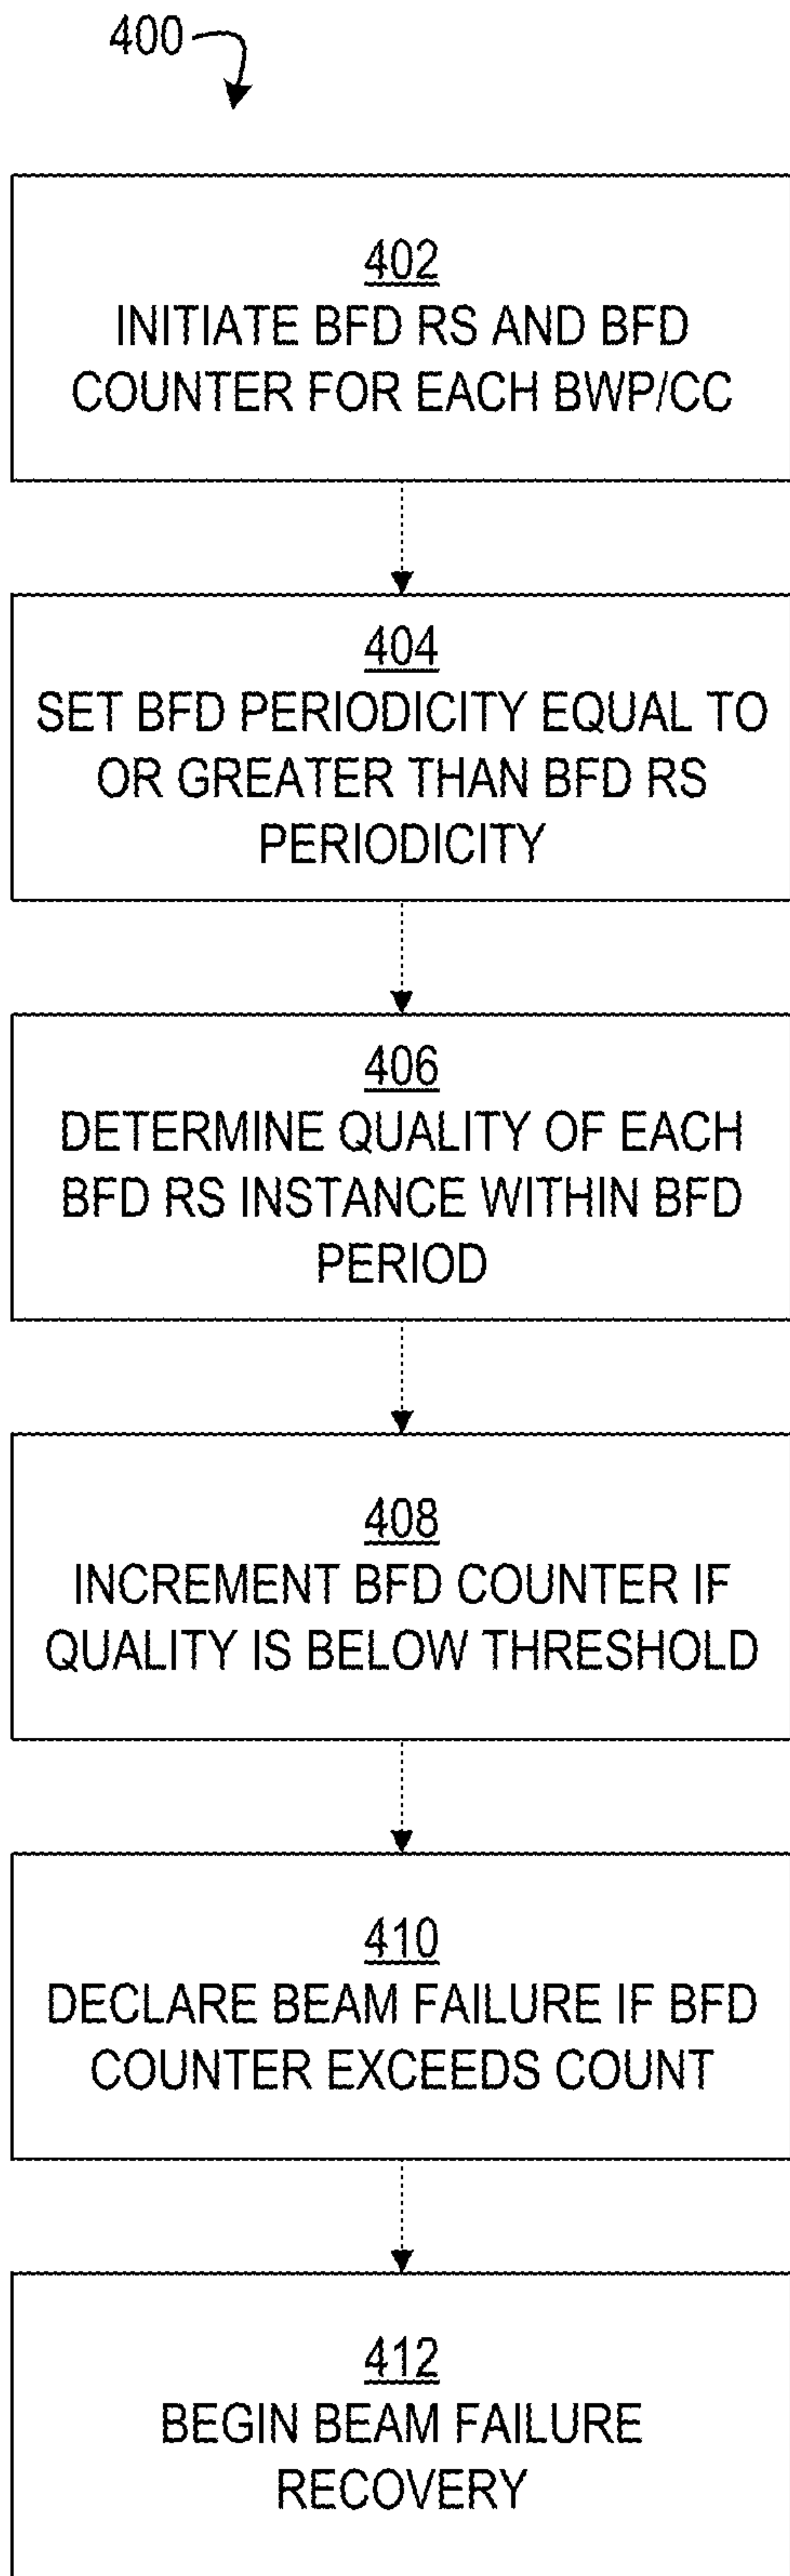 400
402
INITIATE BFD RS AND BFD
COUNTER FOR EACH BWP/CC
404
SET BFD PERIODICITY EQUAL TO
OR GREATER THAN BFD RS
PERIODICITY
406
DETERMINE QUALITY OF EACH
BFD RS INSTANCE WITHIN BFD
PERIOD
408
INCREMENT BFD COUNTER IF
QUALITY IS BELOW THRESHOLD
410
DECLARE BEAM FAILURE IF BFD
COUNTER EXCEEDS COUNT
412
BEGIN BEAM FAILURE
RECOVERY